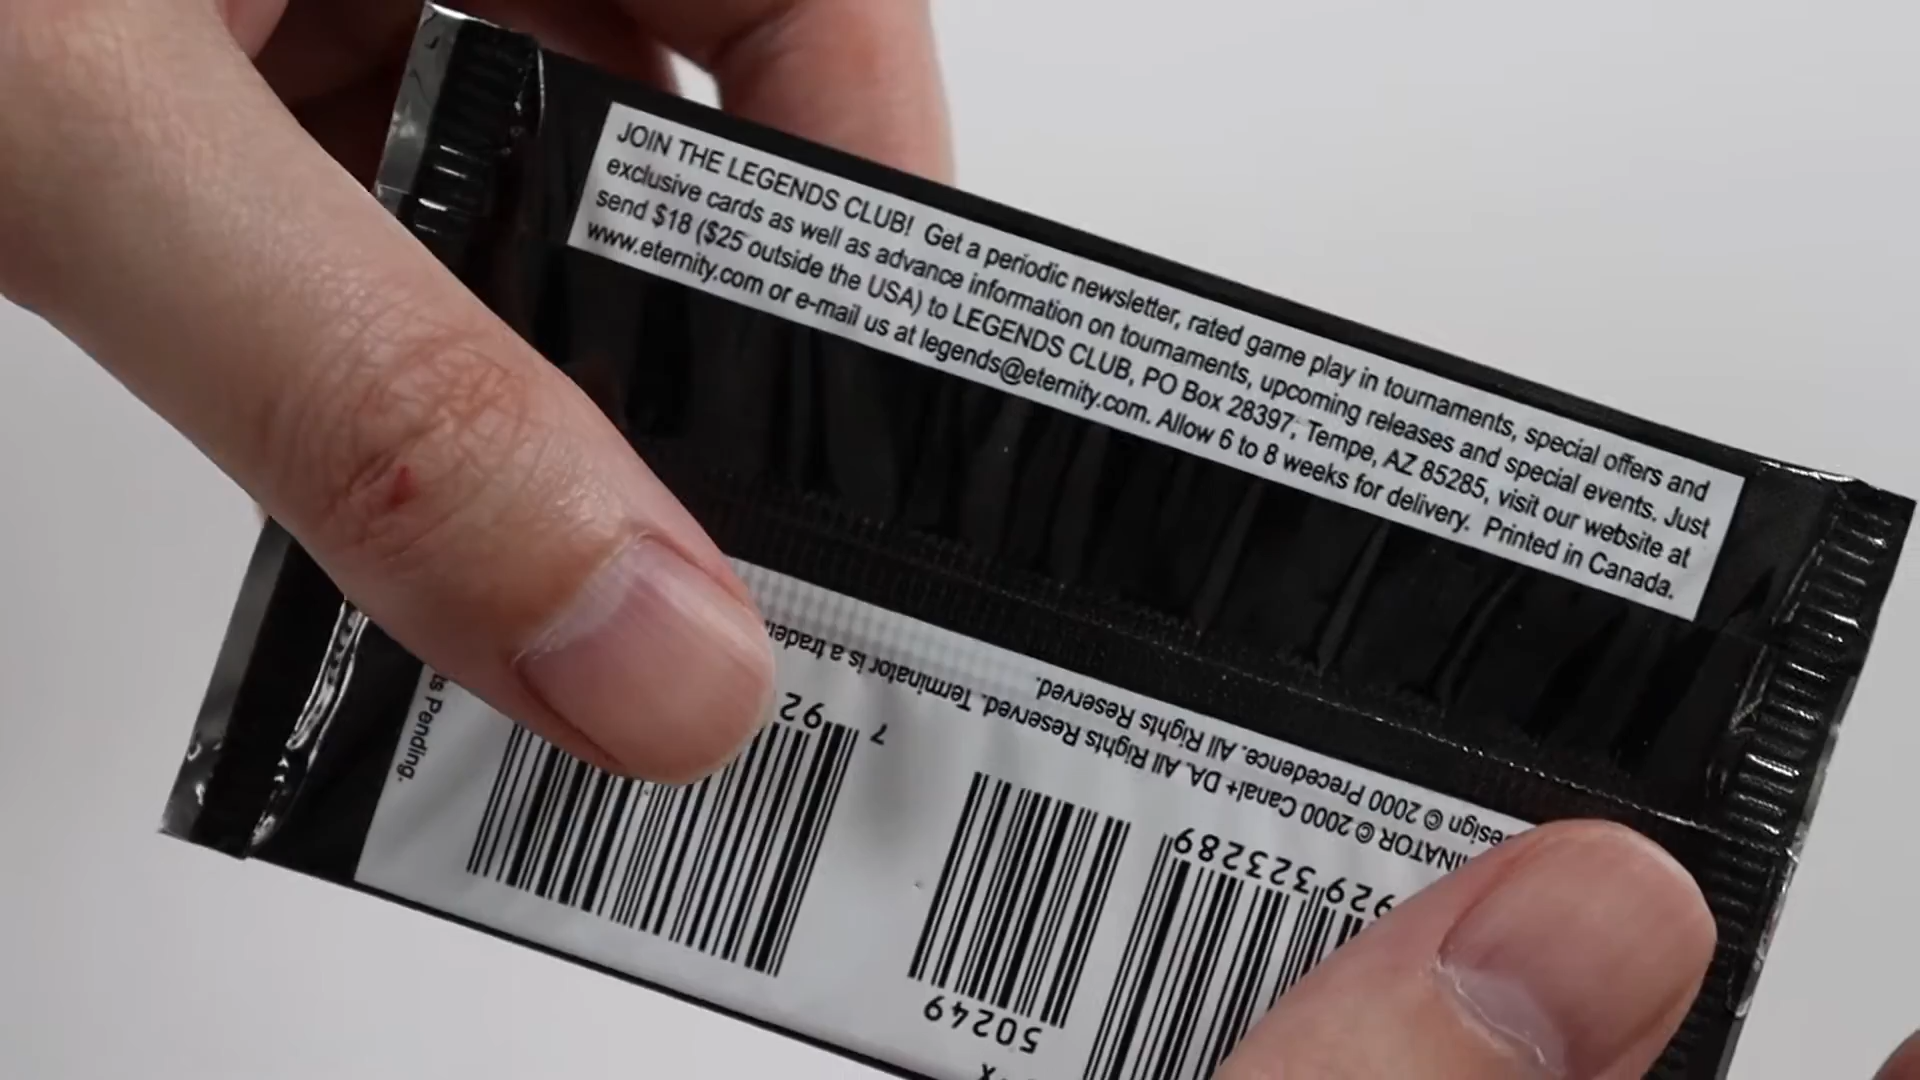 JOIN THE LEGENDS CLUB! Get a periodic newsletter, rated game play in tournaments, special offers and
exclusive cards as well as advance information on tournaments, upcoming releases and special events. Just
send $18 ($25 outside the USA) to LEGENDS CLUB, PO Box 28397, Tempe, AZ 85285, visit our website at
www.eternity.com or e-mail us at legends@eternity.com. Allow 6 to 8 weeks for delivery. Printed in Canada.
INATOR © 2000 Canal+ DA. All Rights Reserved. Terminator is a tradem
esign © 2000 Precedence. All Rights Reserved.
ts Pending.
7
92
929 323289
50249